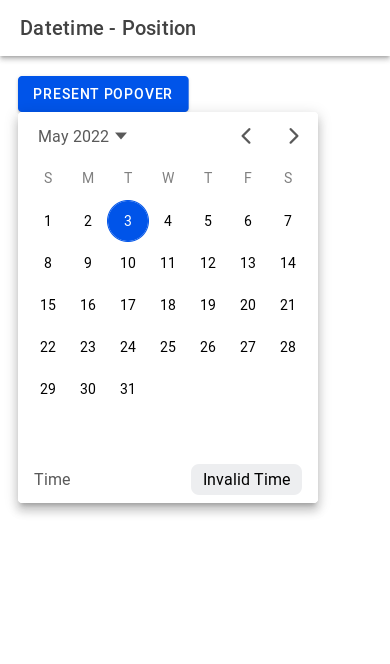 Datetime - Position
PRESENT POPOVER
May 2022
S M T W T F S
1 2 3 4 5 6 7
8 9 10 11 12 13 14
15 16 17 18 19 20 21
22 23 24 25 26 27 28
29 30 31
Time Invalid Time